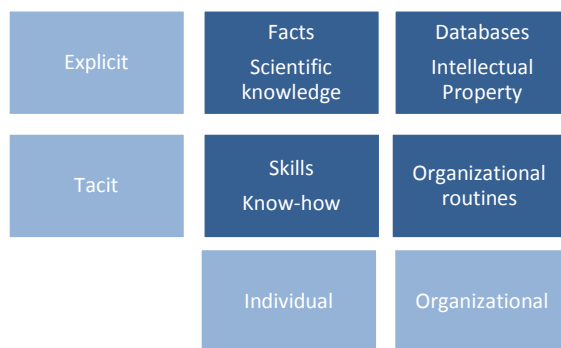 Explicit
Facts
Scientific
knowledge
Databases
Intellectual
Property
Tacit
Skills
Know-how
Organizational
routines
Individual
Organizational